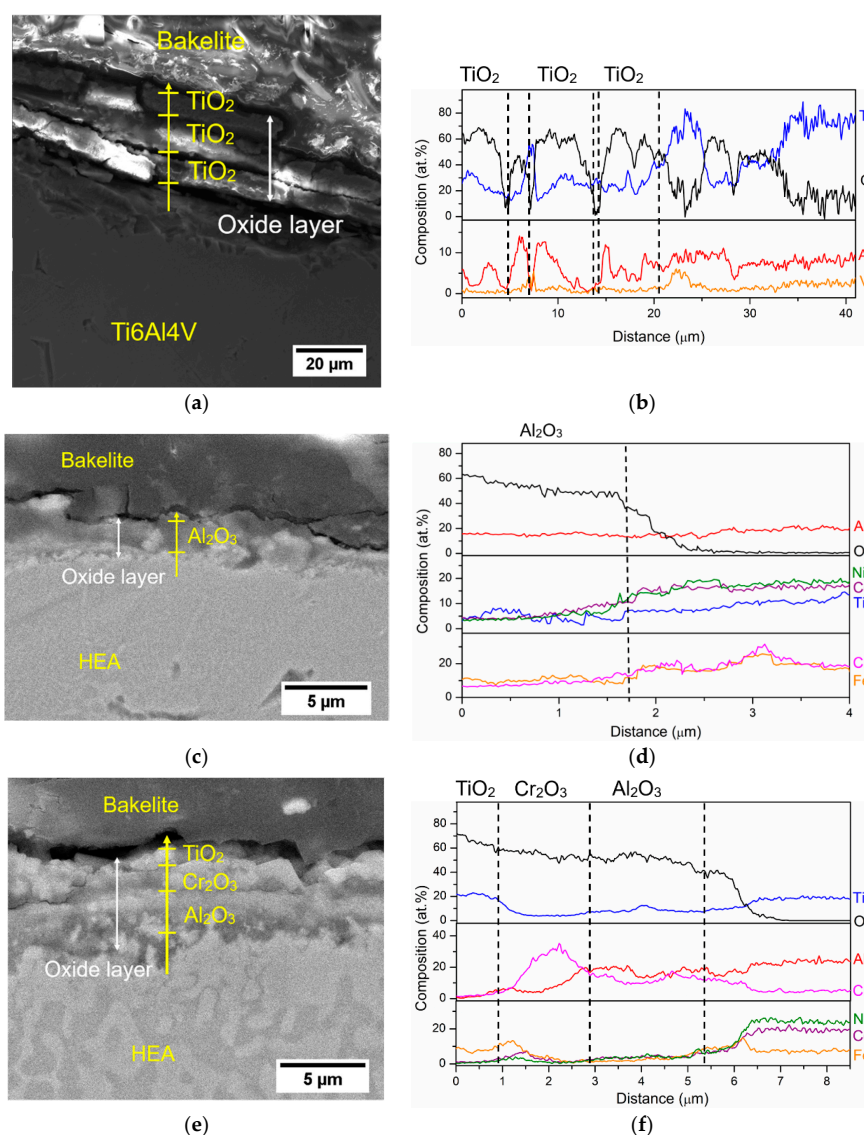 Bakelite
TiO₂
TiO₂
TiO₂
Oxide layer
Ti6Al4V
20 µm
(a)
TiO₂ TiO₂ TiO₂
Composition (at.%)
80
60
40
20
0
10
0
T
A
V
0 10 20 30 40
Distance (µm)
(b)
Bakelite
Al₂O₃
Oxide layer
HEA
5 µm
(c)
Al₂O₃
Composition (at.%)
80
60
40
20
0
20
10
0
20
0
A
O
Ni
C
Ti
C
Fe
0 1 2 3 4
Distance (µm)
(d)
Bakelite
TiO₂
Cr₂O₃
Al₂O₃
Oxide layer
HEA
5 µm
(e)
TiO₂ Cr₂O₃ Al₂O₃
Composition (at.%)
80
60
40
20
0
40
20
0
20
0
Ti
O
A
C
N
C
Fe
0 1 2 3 4 5 6 7 8
Distance (µm)
(f)